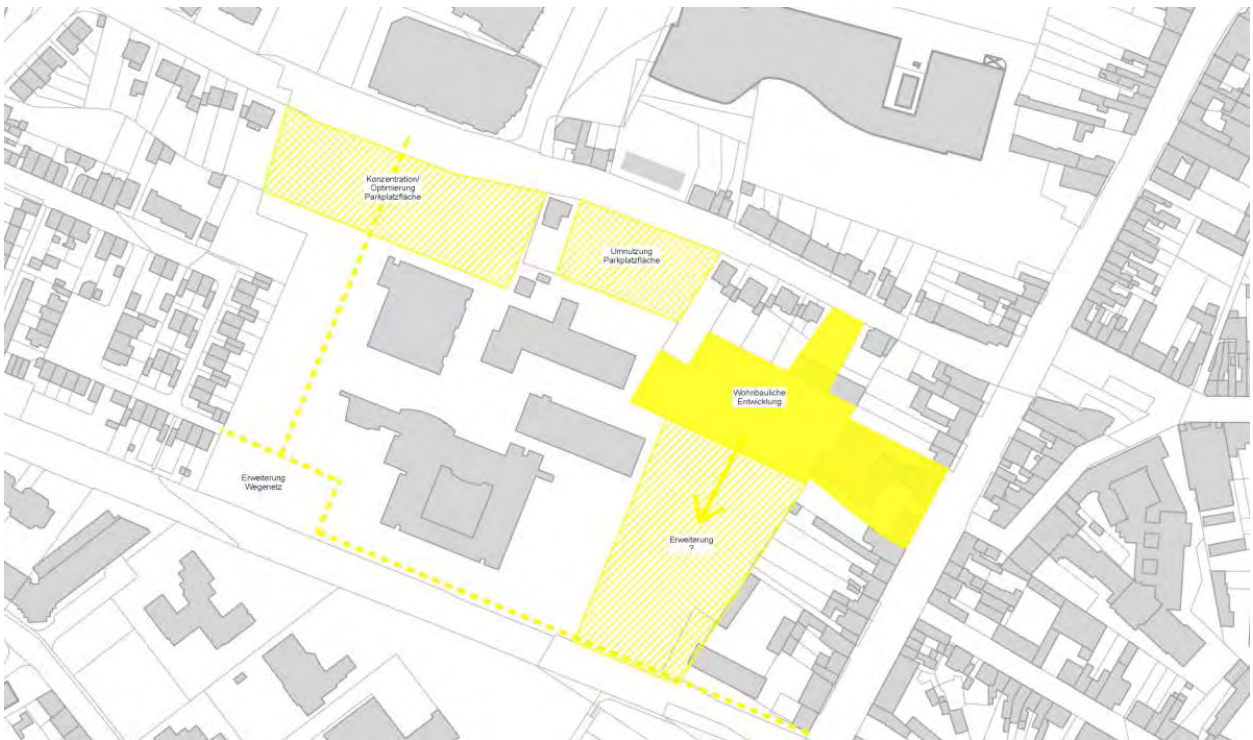 Konzentration/
Optimierung
Parkplatzfläche
Umnutzung
Parkplatzfläche
Wohnbauliche
Entwicklung
Erweiterung
Wegenetz
Erweiterung
?